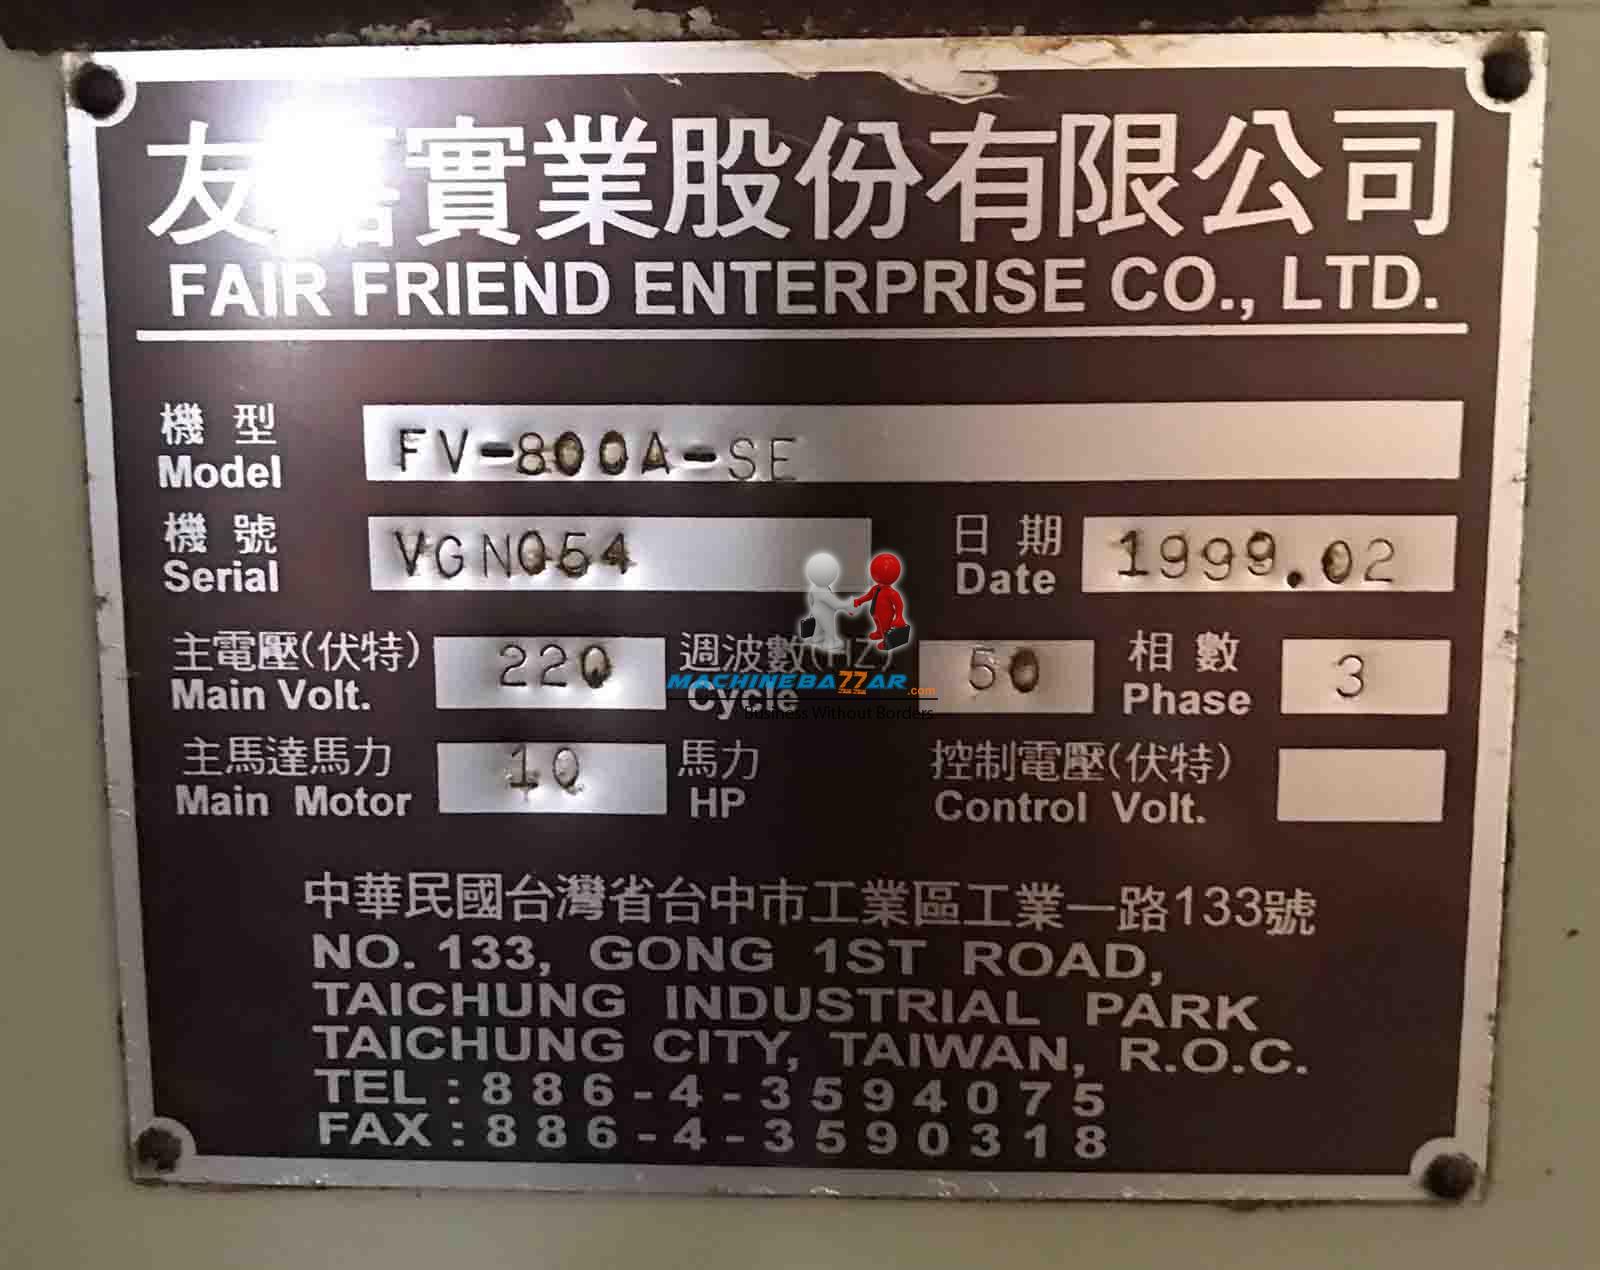 友嘉實業股份有限公司
FAIR FRIEND ENTERPRISE CO., LTD.
機型 FV-800A-SE
Model
機號 VGN054 日期 1999.02
Serial Date
主電壓(伏特) 220 週波數(HZ) 50 相數 3
Main Volt. Cycle Phase
MACHINEBAZZAR.com
Business Without Borders
主馬達馬力 10 馬力 控制電壓(伏特)
Main Motor HP Control Volt.
中華民國台灣省台中市工業區工業一路133號
NO. 133, GONG 1ST ROAD,
TAICHUNG INDUSTRIAL PARK
TAICHUNG CITY, TAIWAN, R.O.C.
TEL : 886-4-3594075
FAX : 886-4-3590318